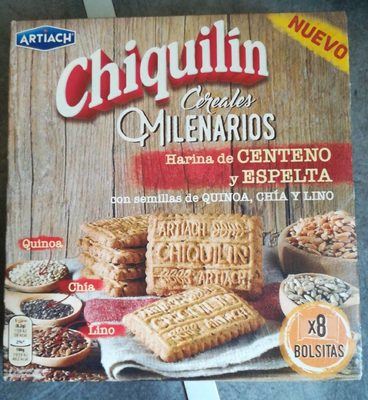 ARTIACH
NUEVO
Chiquilín
Cereales
MILENARIOS
Harina de CENTENO
y ESPELTA
con semillas de QUINOA, CHÍA Y LINO
Quinoa
Chía
Lino
ARTIACH
CHIQUILIN
ARTIACH
CHIQUILIN
x8
BOLSITAS